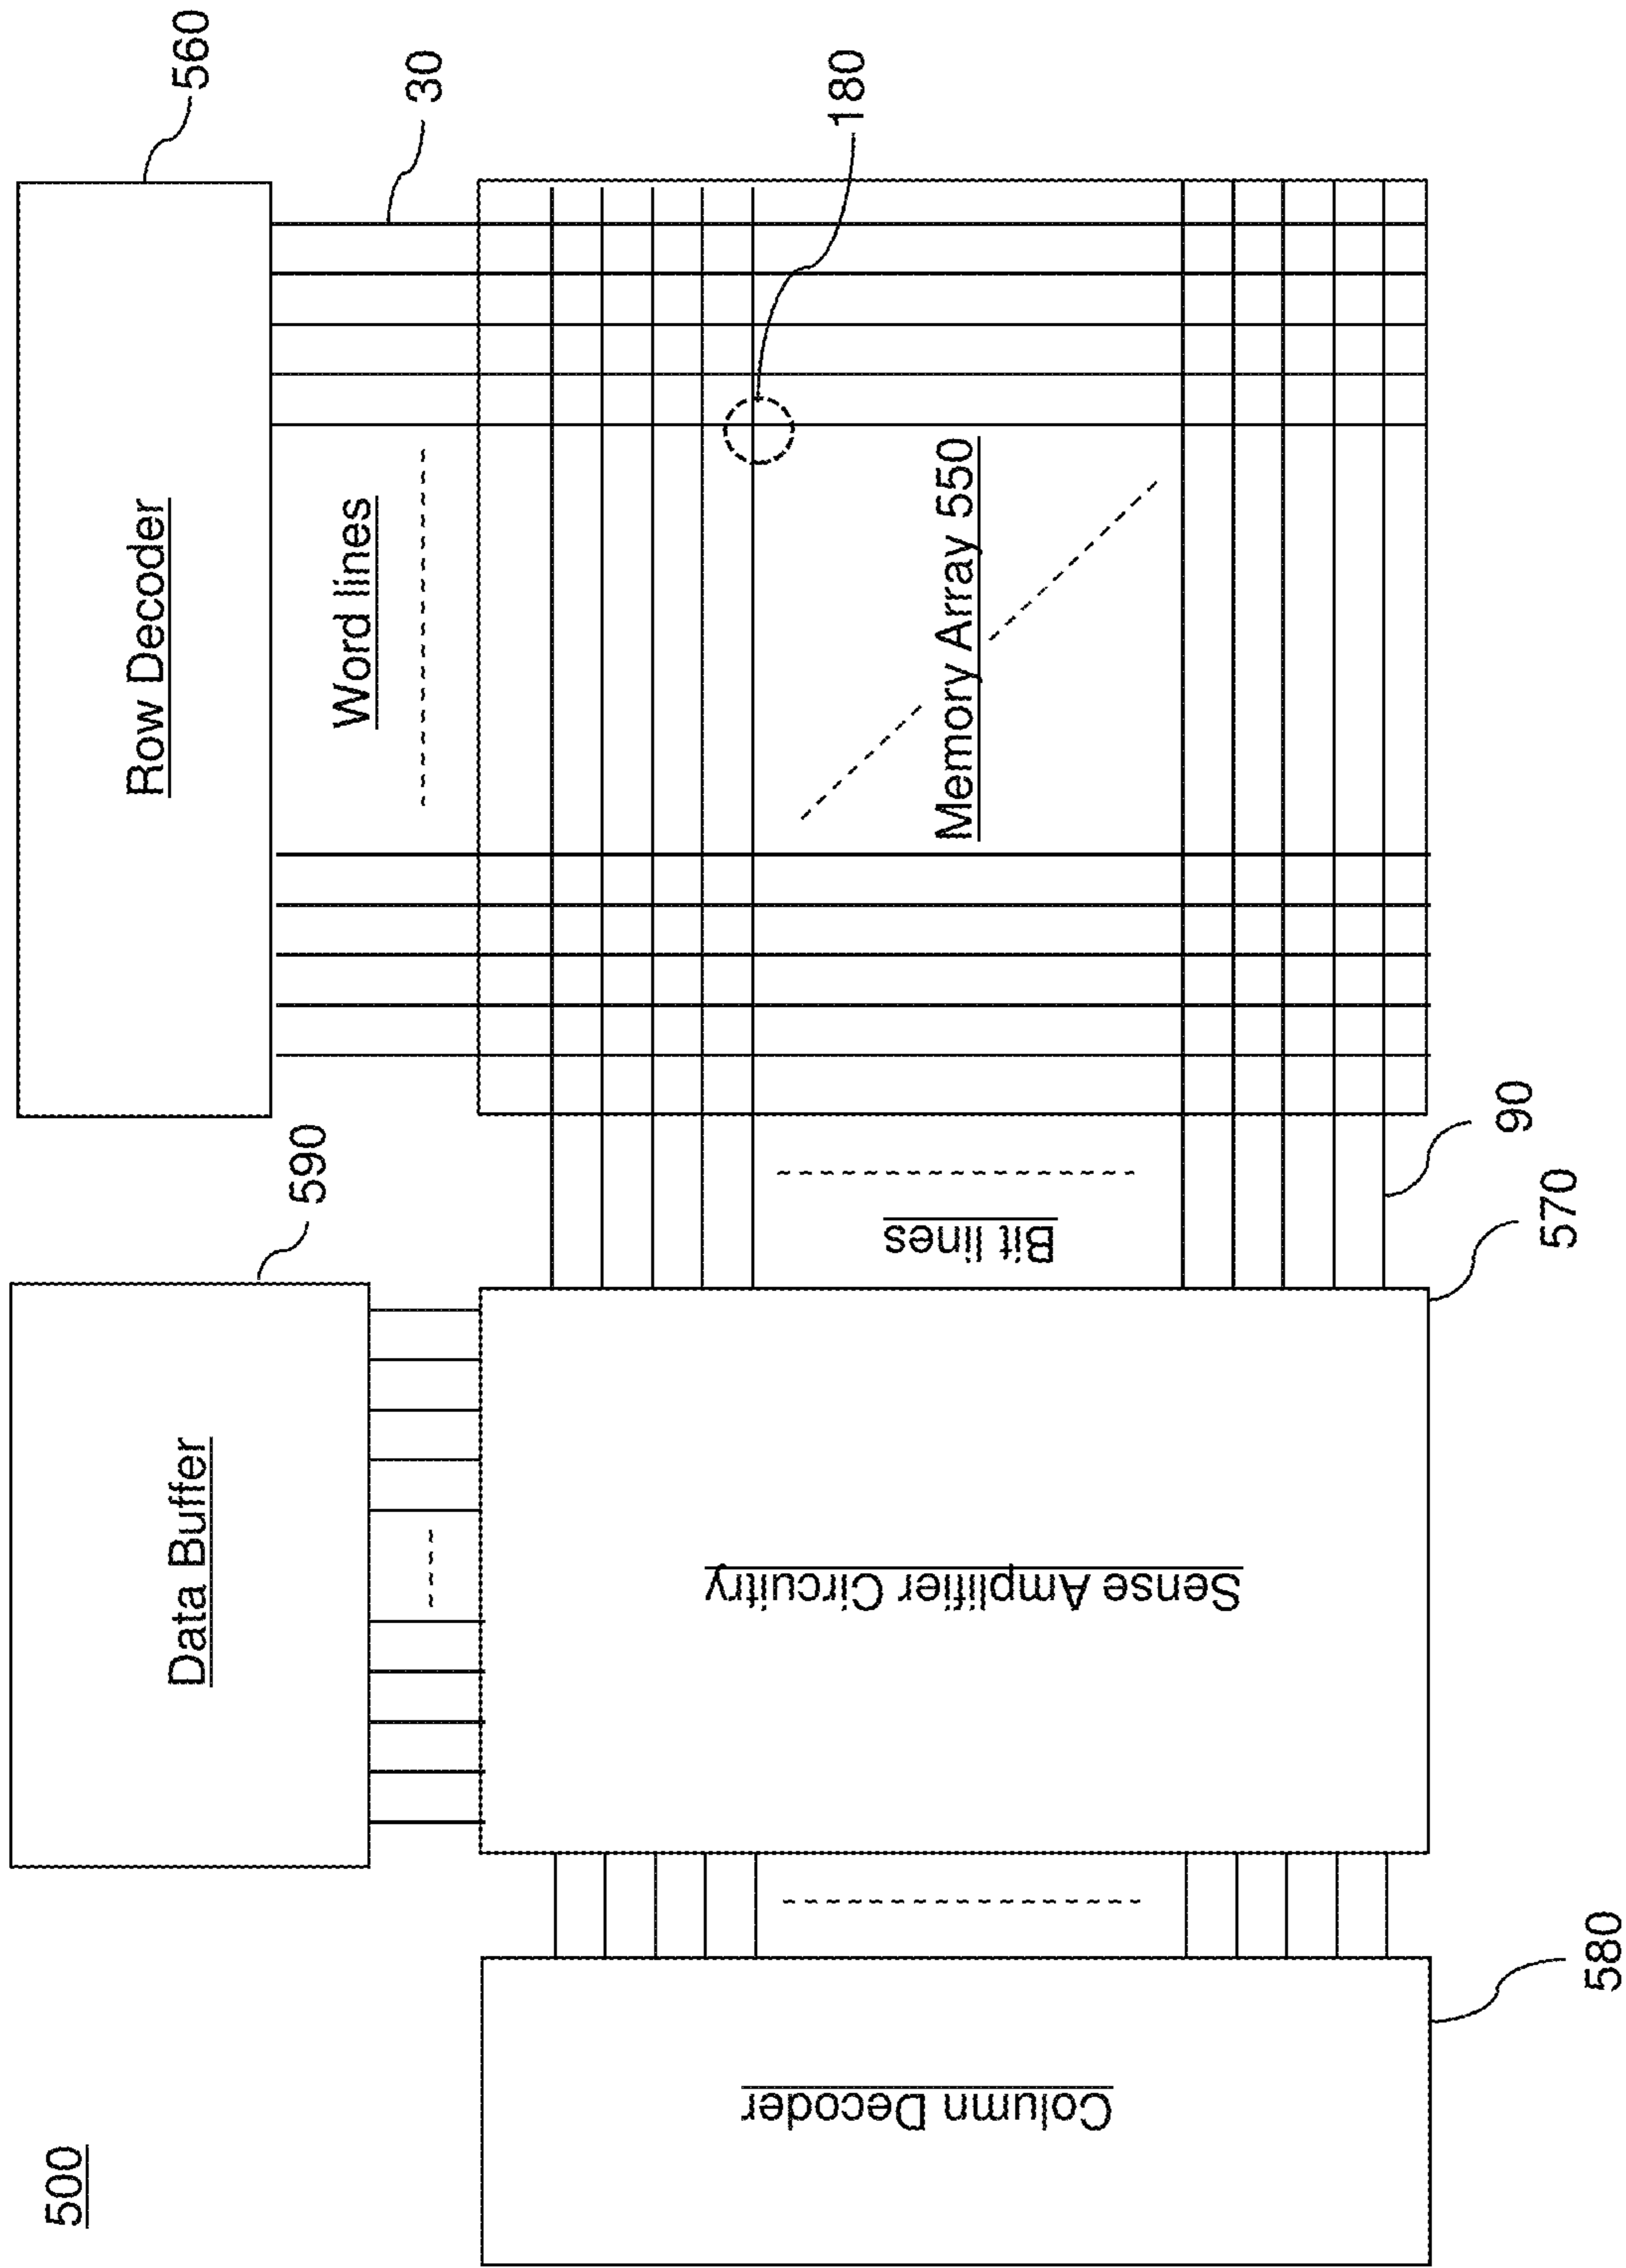 500
Row Decoder
560
Word lines
30
180
Memory Array 550
Data Buffer
590
Bit lines
90
570
Sense Amplifier Circuitry
Column Decoder
580